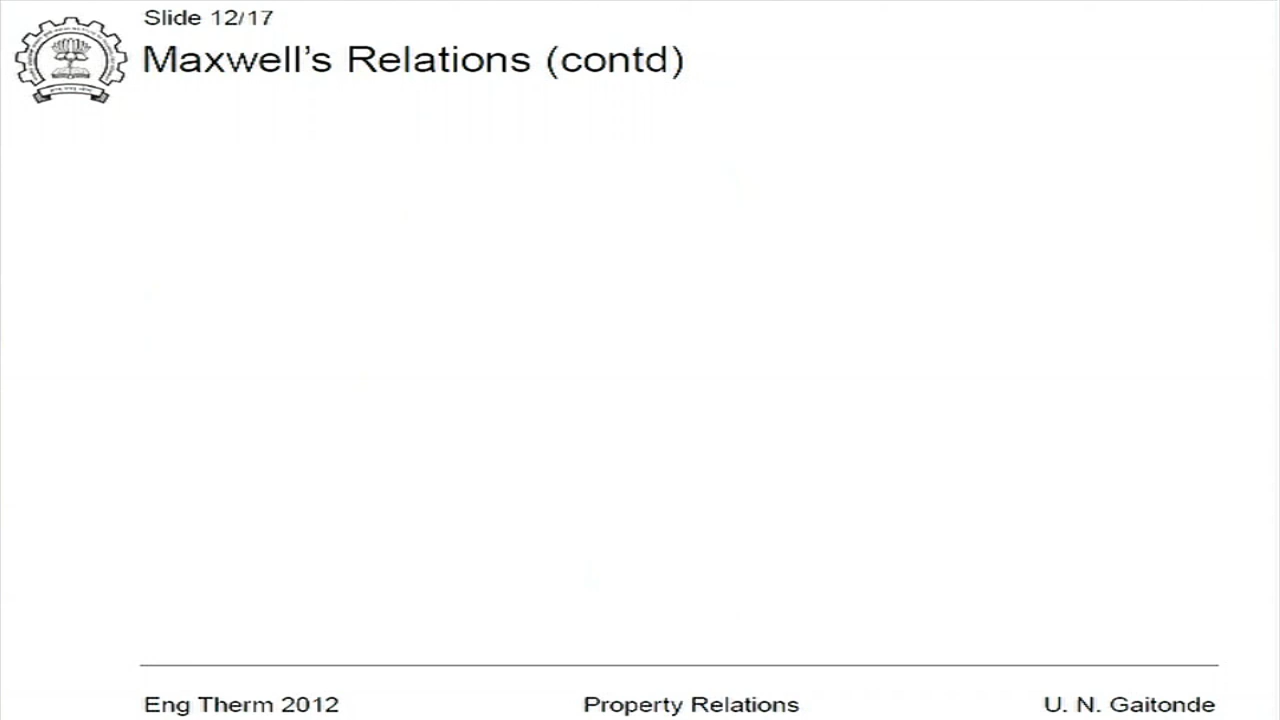 Slide 12/17
Maxwell's Relations (contd)
Eng Therm 2012
Property Relations
U. N. Gaitonde